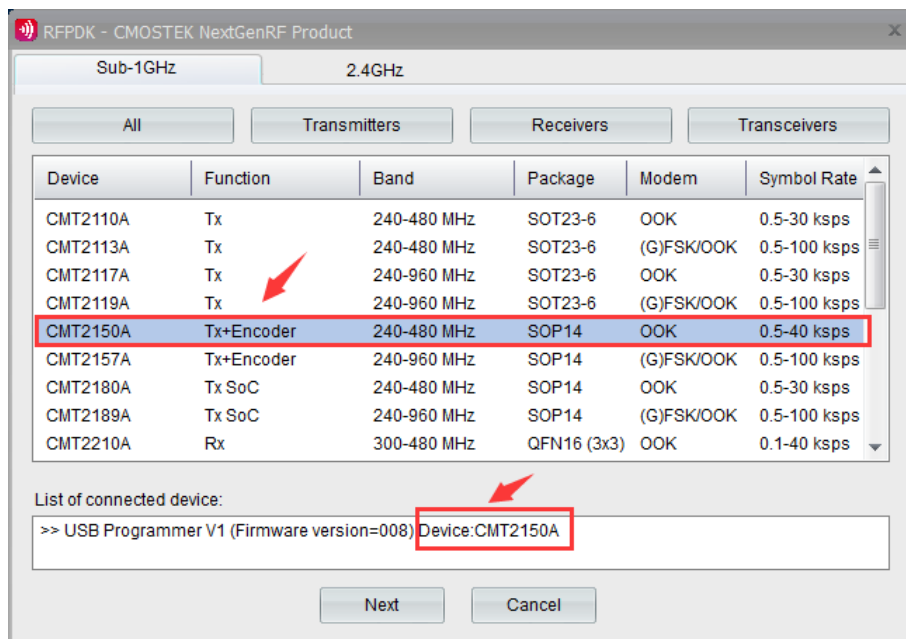 RFPDK - CMOSTEK NextGenRF Product
Sub-1GHz 2.4GHz
All Transmitters Receivers Transceivers
Device Function Band Package Modem Symbol Rate
CMT2110A Tx 240-480 MHz SOT23-6 OOK 0.5-30 ksps
CMT2113A Tx 240-480 MHz SOT23-6 (G)FSK/OOK 0.5-100 ksps
CMT2117A Tx 240-960 MHz SOT23-6 OOK 0.5-30 ksps
CMT2119A Tx 240-960 MHz SOT23-6 (G)FSK/OOK 0.5-100 ksps
CMT2150A Tx+Encoder 240-480 MHz SOP14 OOK 0.5-40 ksps
CMT2157A Tx+Encoder 240-960 MHz SOP14 (G)FSK/OOK 0.5-100 ksps
CMT2180A Tx SoC 240-480 MHz SOP14 OOK 0.5-30 ksps
CMT2189A Tx SoC 240-960 MHz SOP14 (G)FSK/OOK 0.5-100 ksps
CMT2210A Rx 300-480 MHz QFN16 (3x3) OOK 0.1-40 ksps
List of connected device:
>> USB Programmer V1 (Firmware version=008) Device:CMT2150A
Next Cancel